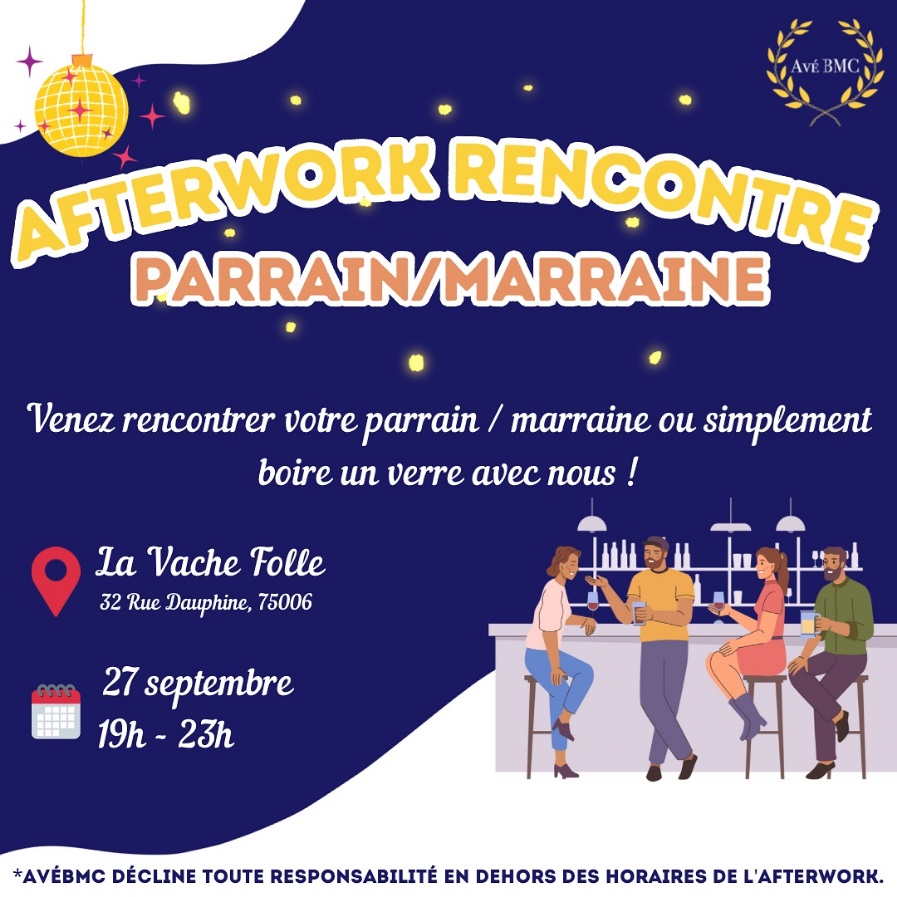 Avé BMC
AFTERWORK RENCONTRE
PARRAIN/MARRAINE
Venez rencontrer votre parrain / marraine ou simplement
boire un verre avec nous !
La Vache Folle
32 Rue Dauphine, 75006
27 septembre
19h - 23h
*AVÉBMC DÉCLINE TOUTE RESPONSABILITÉ EN DEHORS DES HORAIRES DE L'AFTERWORK.